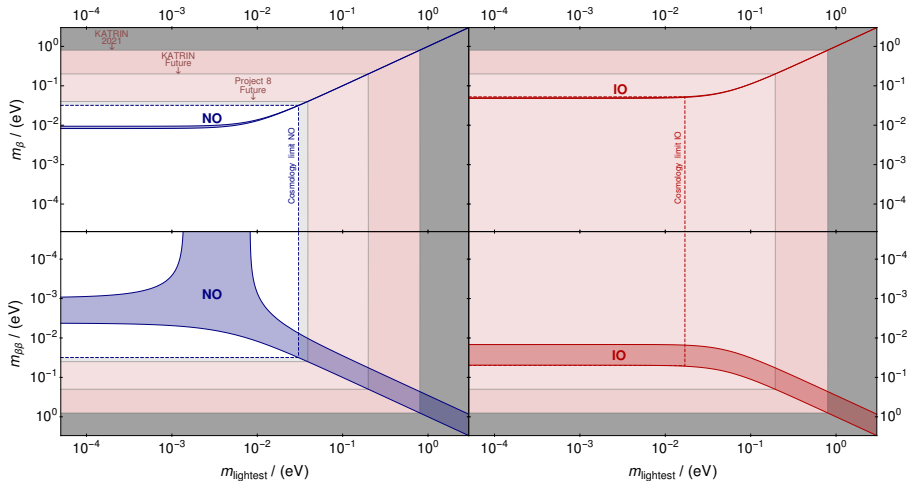 10⁻⁴ 10⁻³ 10⁻² 10⁻¹ 10⁰ 10⁻⁴ 10⁻³ 10⁻² 10⁻¹ 10⁰
KATRIN
2021
↓
KATRIN
Future
↓
Project 8
Future
↓
NO
Cosmology limit NO
IO
Cosmology limit IO
10⁰
10⁻¹
10⁻²
10⁻³
10⁻⁴
m_β / (eV)
10⁰
10⁻¹
10⁻²
10⁻³
10⁻⁴
NO
IO
10⁻⁴
10⁻³
10⁻²
10⁻¹
10⁰
m_ββ / (eV)
10⁻⁴
10⁻³
10⁻²
10⁻¹
10⁰
10⁻⁴ 10⁻³ 10⁻² 10⁻¹ 10⁰ 10⁻⁴ 10⁻³ 10⁻² 10⁻¹ 10⁰
m_lightest / (eV) m_lightest / (eV)